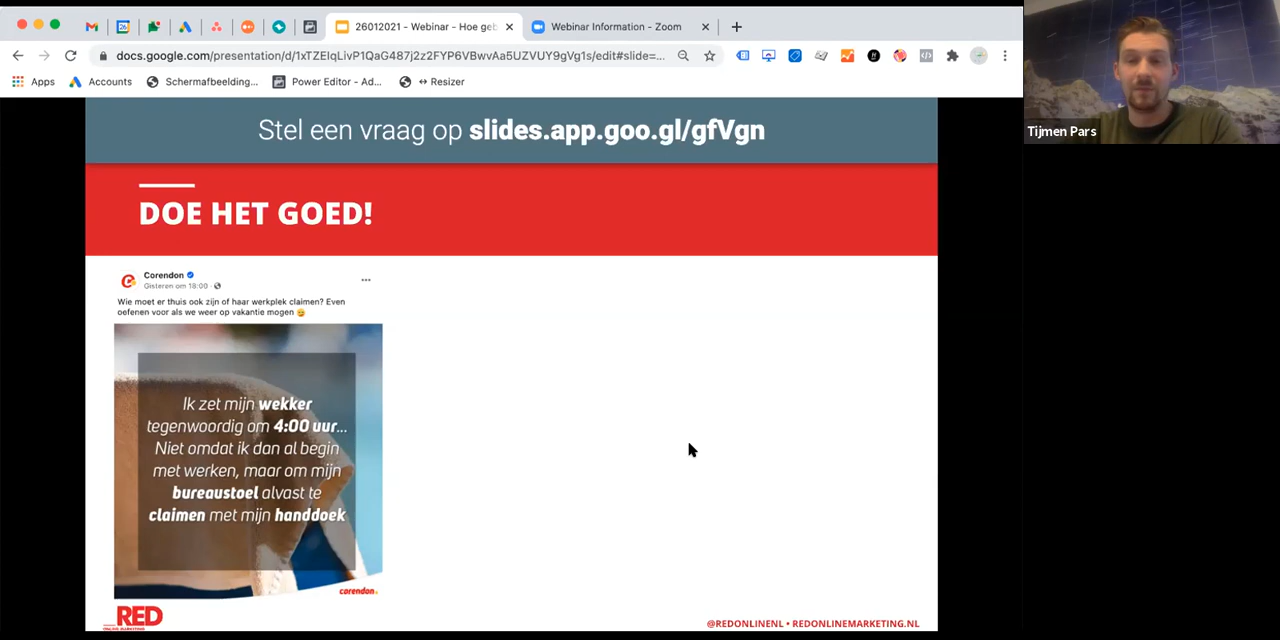 26012021 - Webinar - Hoe geb
Webinar Information - Zoom
docs.google.com/presentation/d/1xTZEIqLivP1QaG487j2z2FYP6VBwvAa5UZVUY9gVg1s/edit#slide=...
Apps
Accounts
Schermafbeelding...
Power Editor - Ad...
↔ Resizer
Tijmen Pars
Stel een vraag op slides.app.goo.gl/gfVgn
DOE HET GOED!
Corendon
Gisteren om 18:00
Wie moet er thuis ook zijn of haar werkplek claimen? Even
oefenen voor als we weer op vakantie mogen
Ik zet mijn wekker
tegenwoordig om 4:00 uur...
Niet omdat ik dan al begin
met werken, maar om mijn
bureaustoel alvast te
claimen met mijn handdoek
corendon
RED
ONLINE MARKETING
@REDONLINENL • REDONLINEMARKETING.NL